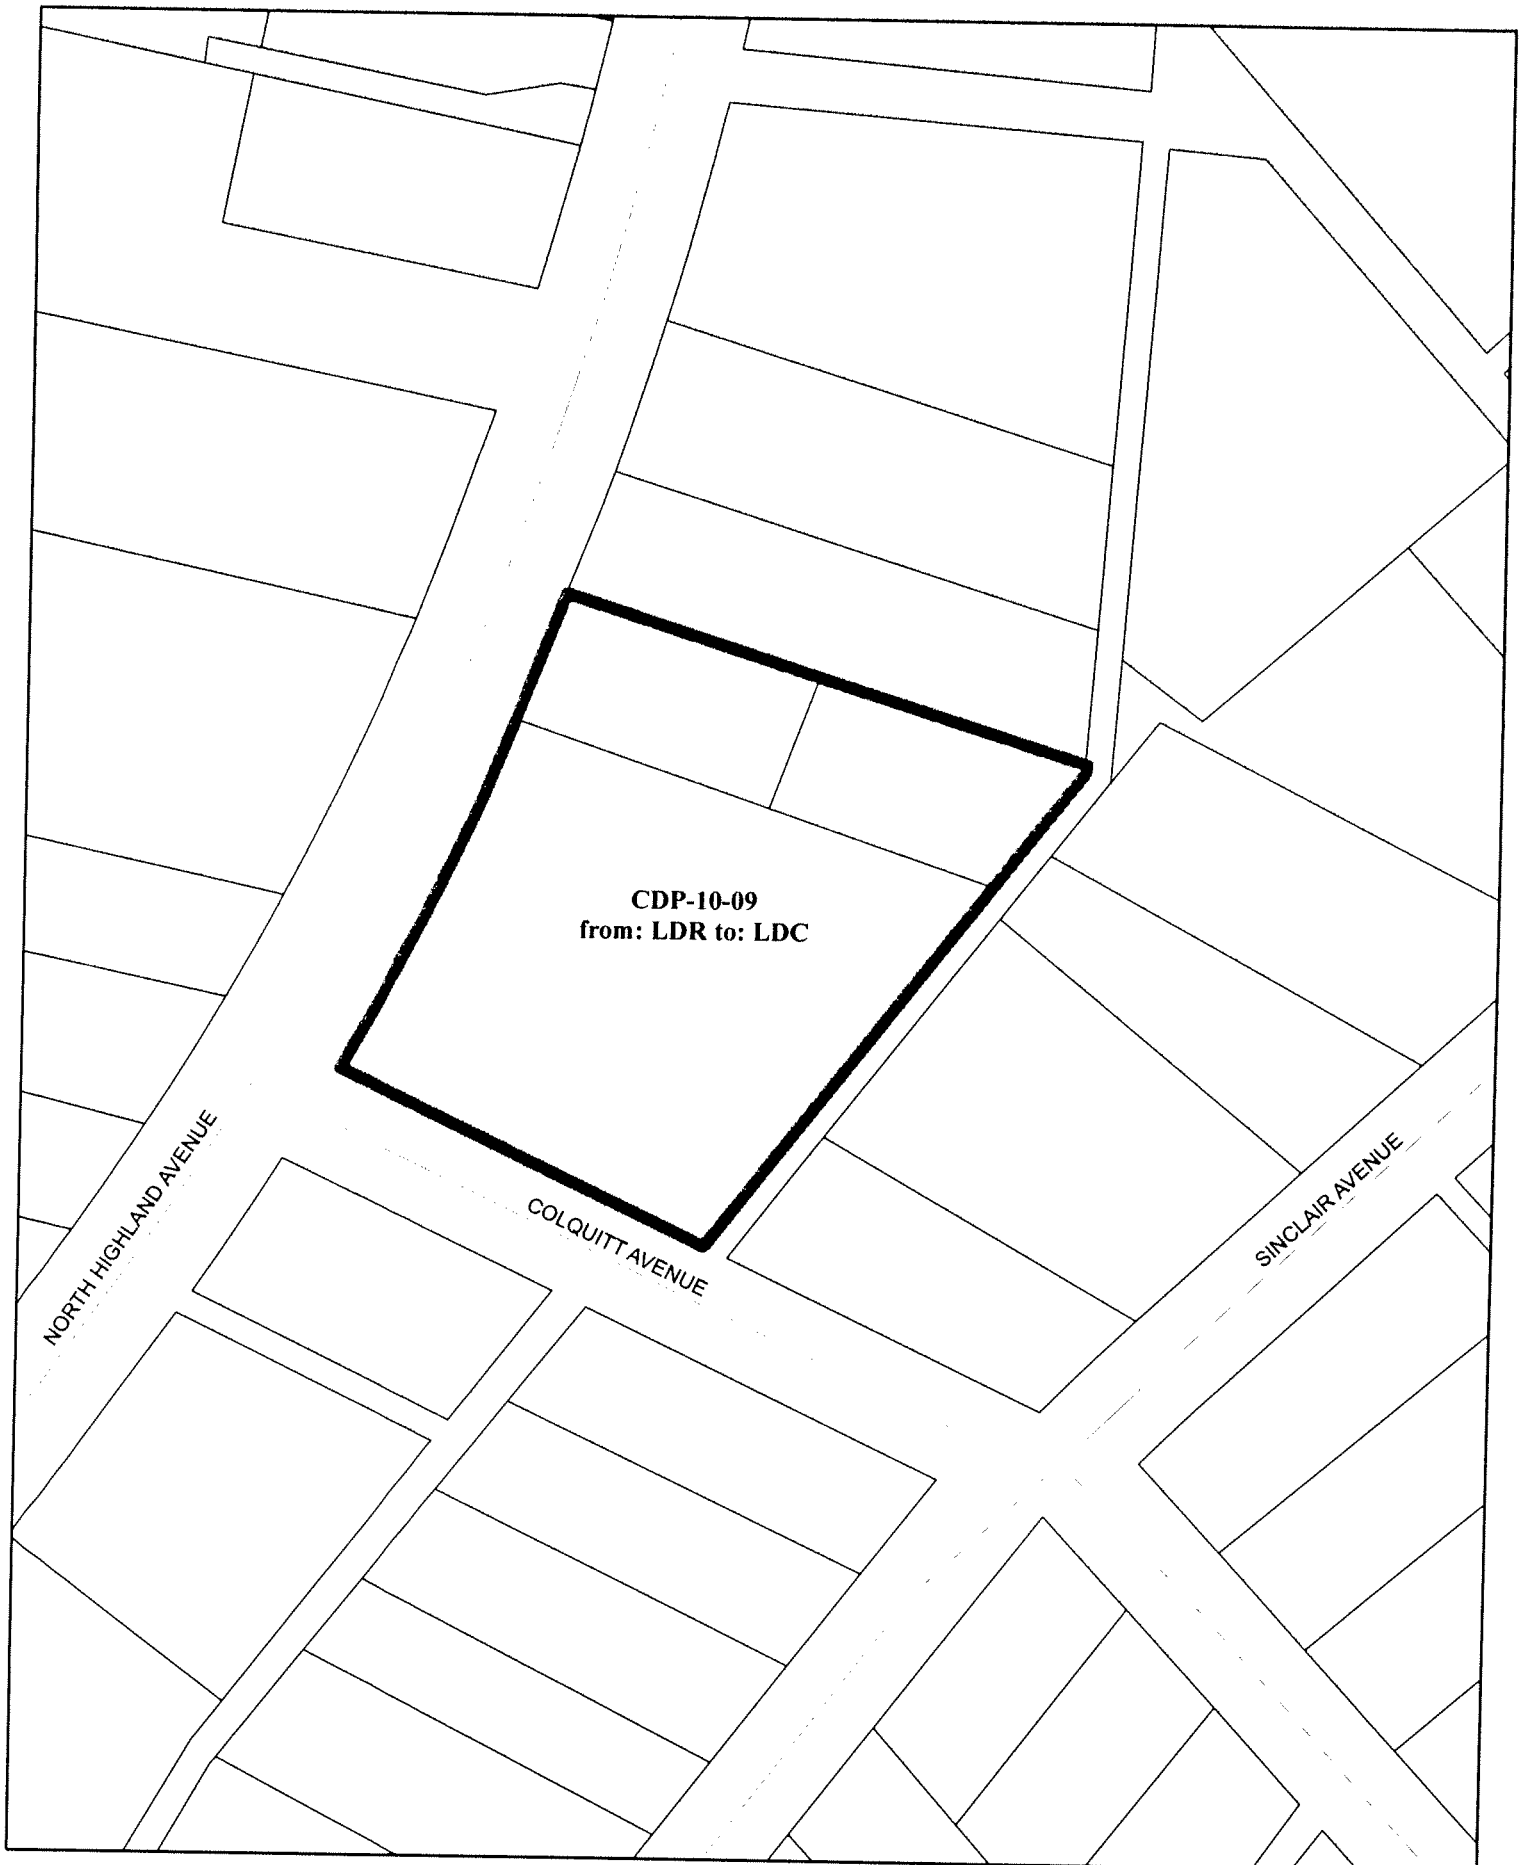 CDP-10-09
from: LDR to: LDC
NORTH HIGHLAND AVENUE
COLQUITT AVENUE
SINCLAIR AVENUE